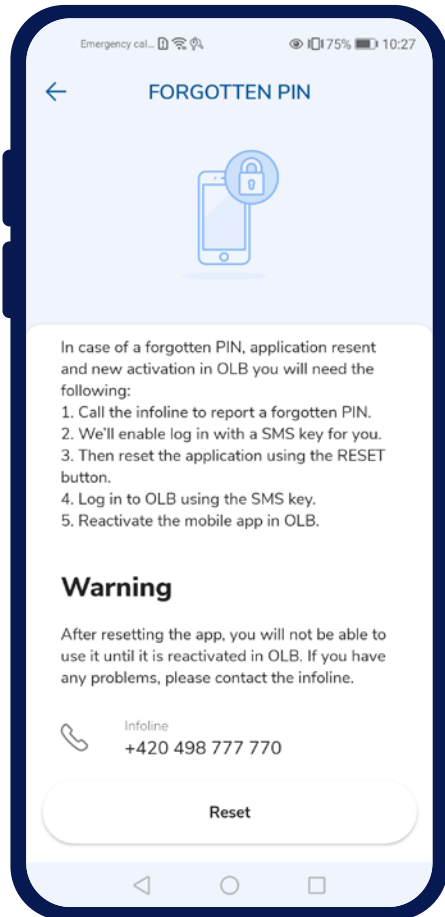 Emergency cal... 75% 10:27
FORGOTTEN PIN
In case of a forgotten PIN, application resent
and new activation in OLB you will need the
following:
1. Call the infoline to report a forgotten PIN.
2. We'll enable log in with a SMS key for you.
3. Then reset the application using the RESET
button.
4. Log in to OLB using the SMS key.
5. Reactivate the mobile app in OLB.
Warning
After resetting the app, you will not be able to
use it until it is reactivated in OLB. If you have
any problems, please contact the infoline.
Infoline
+420 498 777 770
Reset